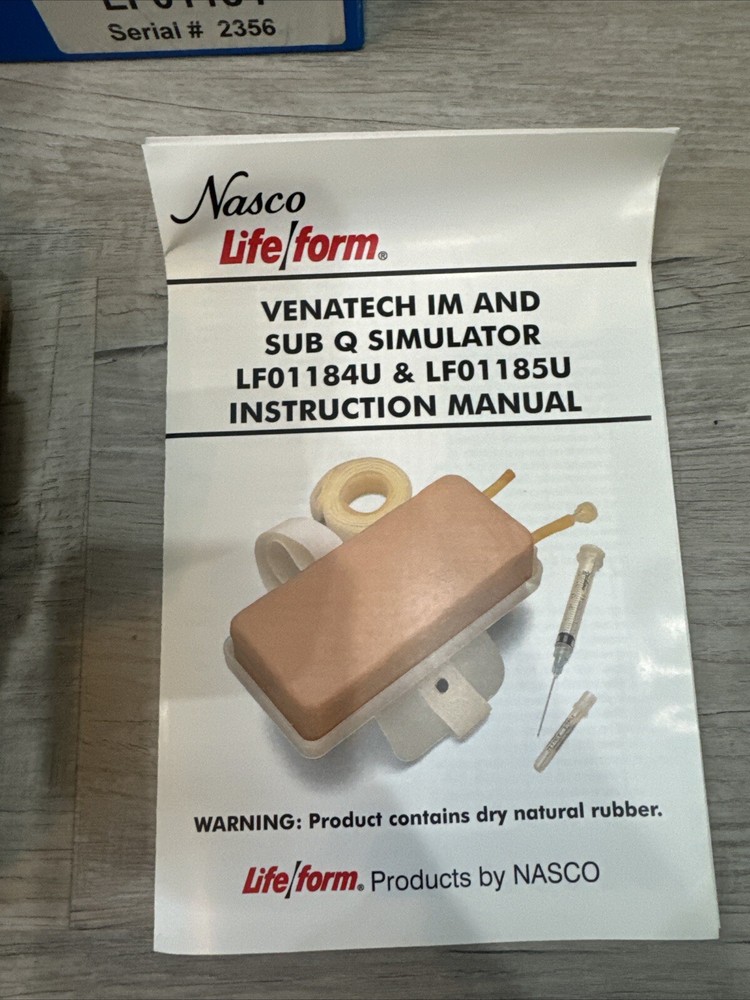 Serial # 2356
Nasco
Life/form®
VENATECH IM AND
SUB Q SIMULATOR
LF01184U & LF01185U
INSTRUCTION MANUAL
WARNING: Product contains dry natural rubber.
Life/form® Products by NASCO